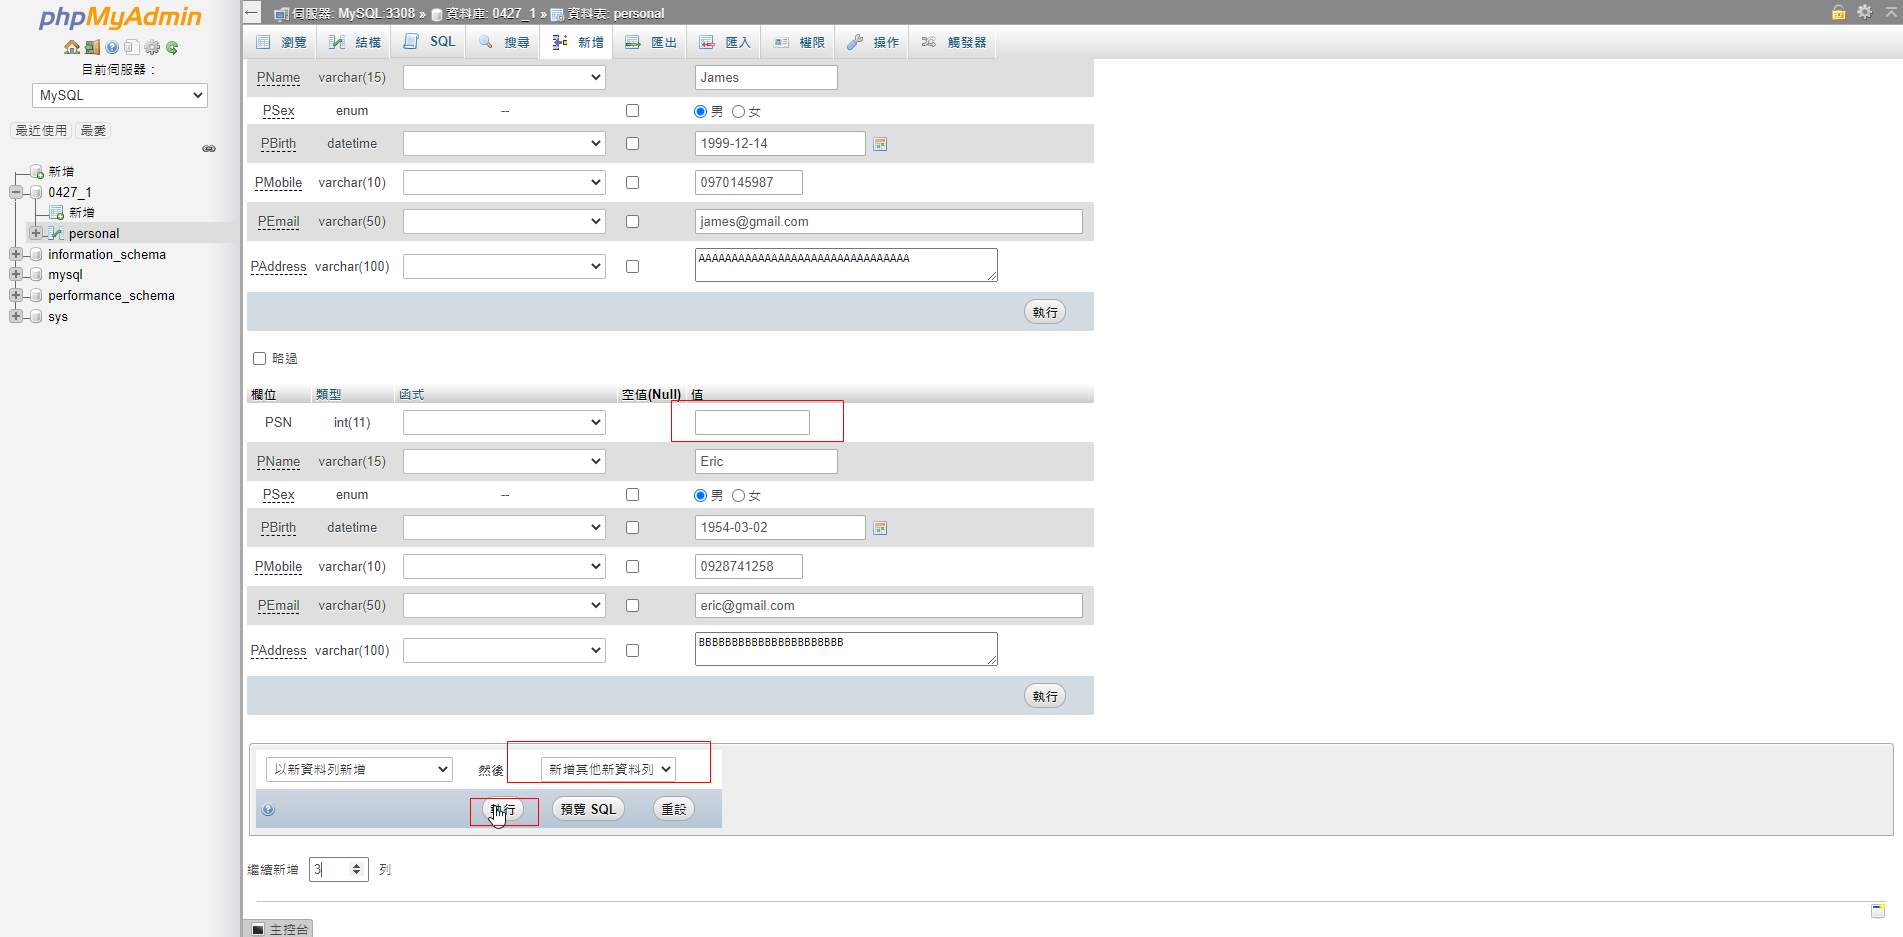 phpMyAdmin
目前伺服器：
MySQL
最近使用 最愛
新增
0427_1
新增
personal
information_schema
mysql
performance_schema
sys
伺服器: MySQL:3308 » 資料庫: 0427_1 » 資料表: personal
瀏覽 結構 SQL 搜尋 新增 匯出 匯入 權限 操作 觸發器
PName varchar(15) James
PSex enum -- 男 女
PBirth datetime 1999-12-14
PMobile varchar(10) 0970145987
PEmail varchar(50) james@gmail.com
PAddress varchar(100) AAAAAAAAAAAAAAAAAAAAAAAAAAAAAAAA
執行
略過
欄位 類型 函式 空值(Null) 值
PSN int(11)
PName varchar(15) Eric
PSex enum -- 男 女
PBirth datetime 1954-03-02
PMobile varchar(10) 0928741258
PEmail varchar(50) eric@gmail.com
PAddress varchar(100) BBBBBBBBBBBBBBBBBBBBBB
執行
以新資料列新增 然後 新增其他新資料列
執行 預覽 SQL 重設
繼續新增 3 列
主控台